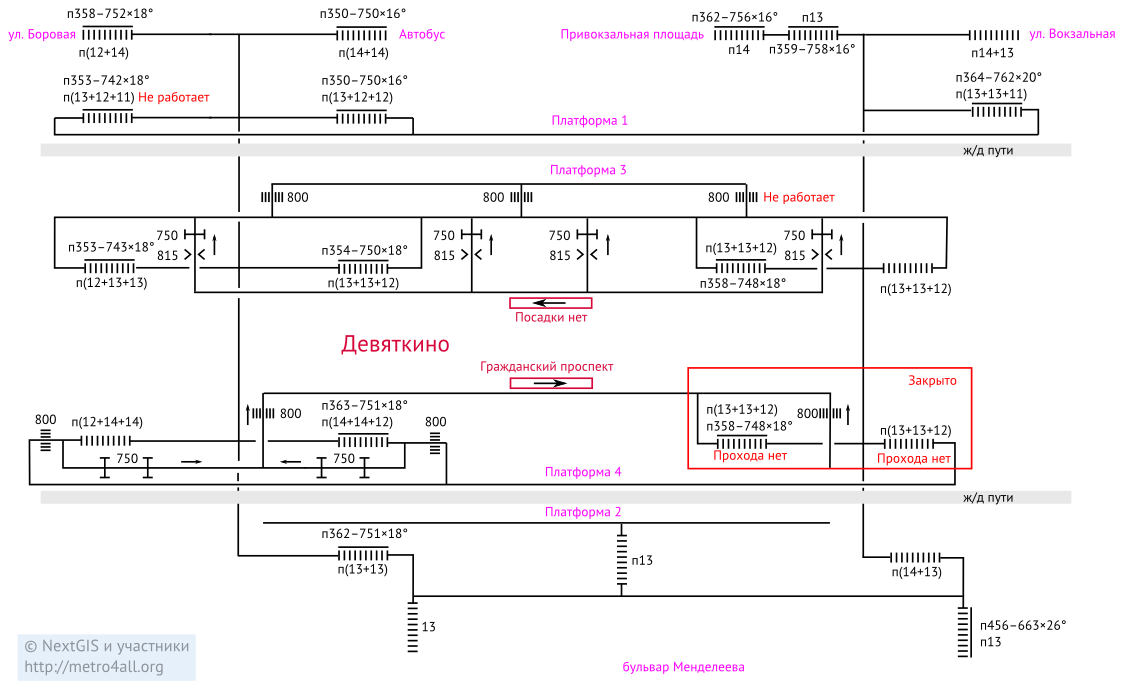 п358–752×18°
ул. Боровая
п(12+14)
п350–750×16°
Автобус
п(14+14)
п362–756×16°
п13
Привокзальная площадь
п14
п359–758×16°
ул. Вокзальная
п14+13
п353–742×18°
п(13+12+11) Не работает
п350–750×16°
п(13+12+12)
п364–762×20°
п(13+13+11)
Платформа 1
ж/д пути
Платформа 3
800
800
800 Не работает
750
750
750
750
815
815
815
815
п353–743×18°
п(12+13+13)
п354–750×18°
п(13+13+12)
п(13+13+12)
п358–748×18°
п(13+13+12)
Посадки нет
Девяткино
Гражданский проспект
Закрыто
800
п(12+14+14)
800
п363–751×18°
п(14+14+12)
800
п(13+13+12)
п358–748×18°
800
п(13+13+12)
Прохода нет
Прохода нет
750
750
Платформа 4
ж/д пути
Платформа 2
п362–751×18°
п(13+13)
п13
п(14+13)
13
п456–663×26°
п13
© NextGIS и участники
http://metro4all.org
бульвар Менделеева